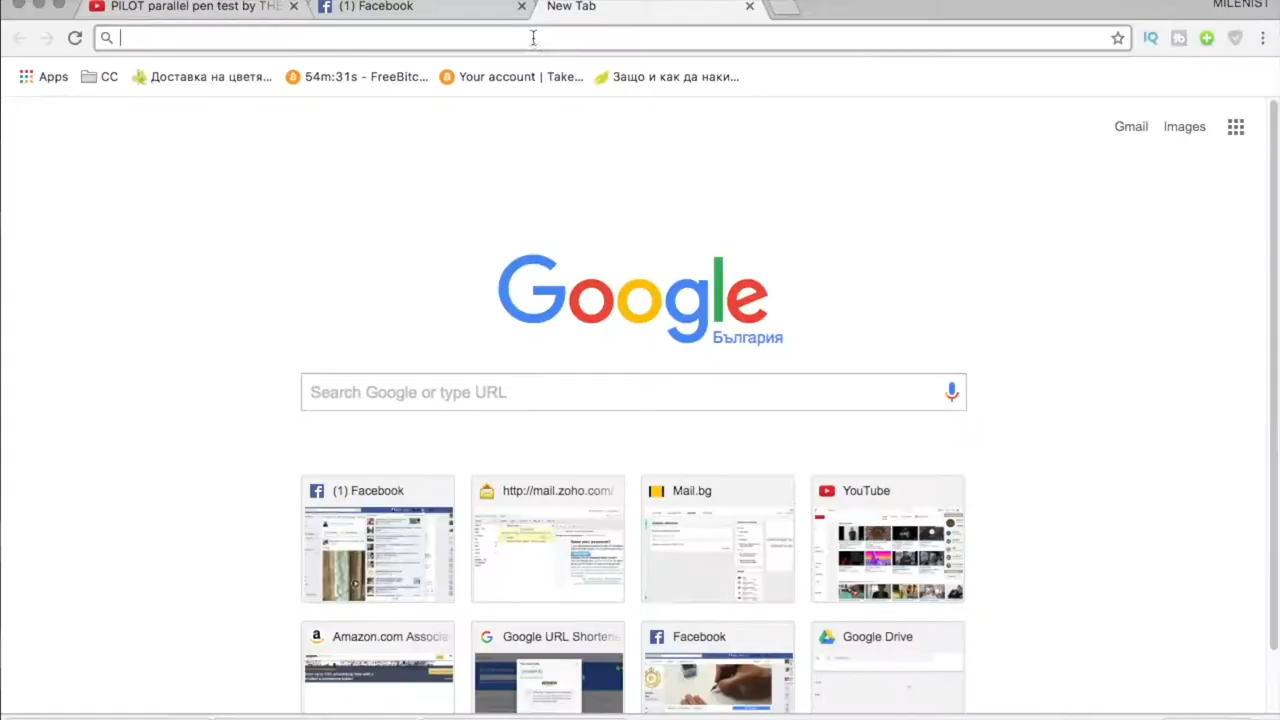 PILOT parallel pen test by THE
(1) Facebook
New Tab
MILENIST
Apps
CC
Доставка на цветя...
54m:31s - FreeBitc...
Your account | Take...
Защо и как да наки...
Gmail
Images
Google
България
Search Google or type URL
(1) Facebook
http://mail.zoho.com/
Mail.bg
YouTube
Amazon.com Associa
Google URL Shortene
Facebook
Google Drive